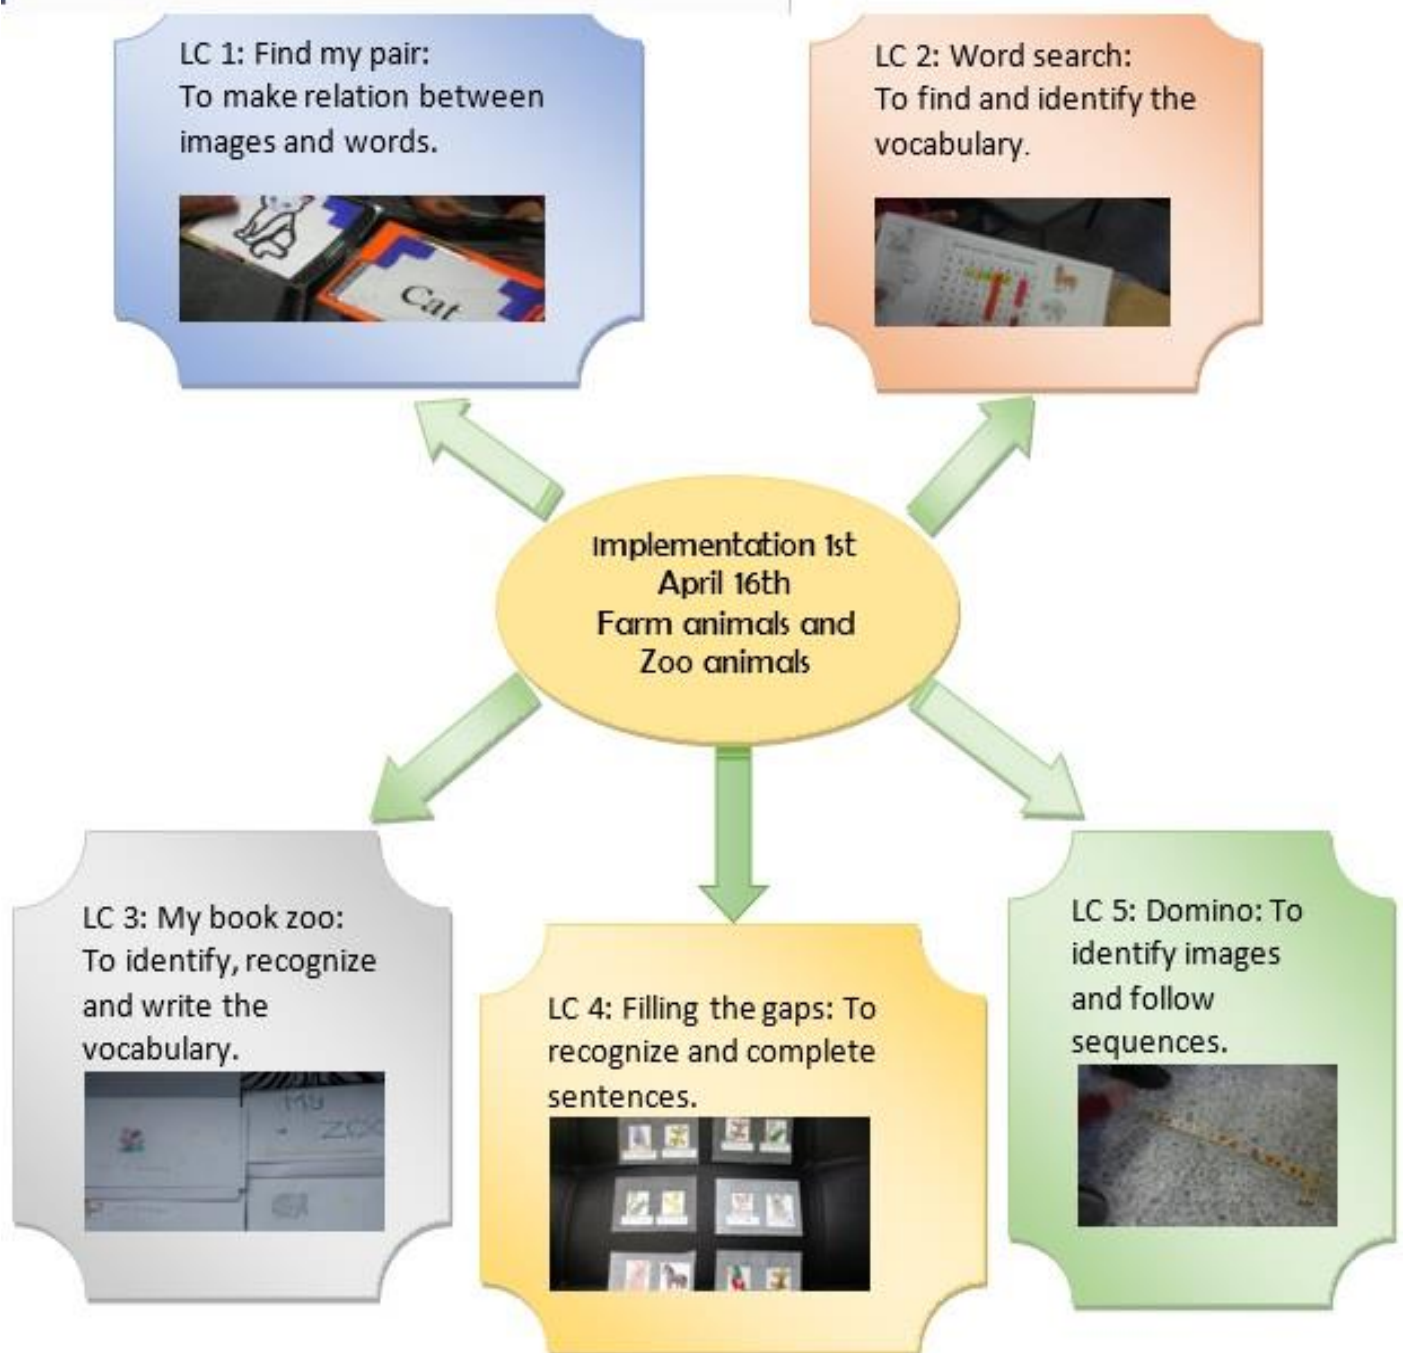 LC 1: Find my pair:
To make relation between
images and words.
Cat
LC 2: Word search:
To find and identify the
vocabulary.
Implementation 1st
April 16th
Farm animals and
Zoo animals
LC 3: My book zoo:
To identify, recognize
and write the
vocabulary.
My
ZOO
LC 4: Filling the gaps: To
recognize and complete
sentences.
LC 5: Domino: To
identify images
and follow
sequences.